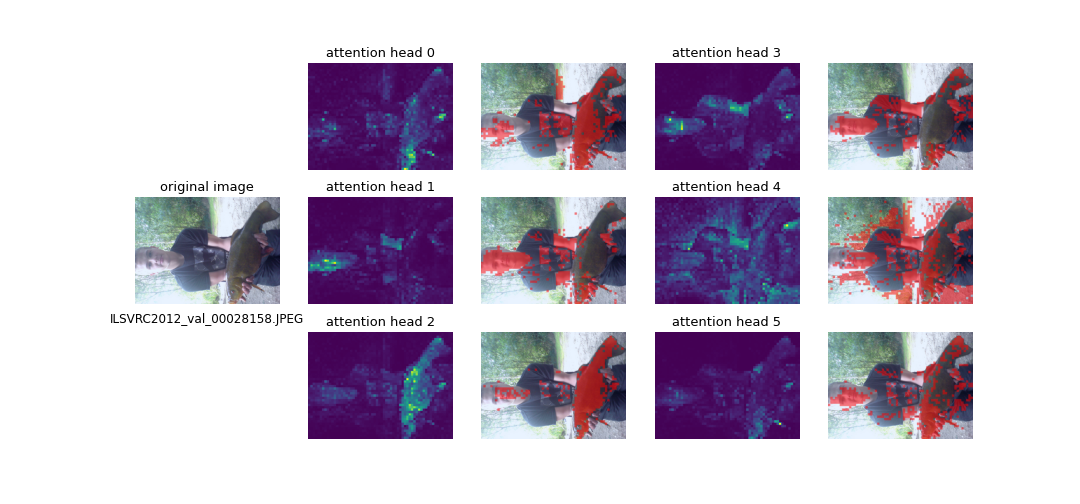 attention head 0
attention head 3
original image
attention head 1
attention head 4
ILSVRC2012_val_00028158.JPEG
attention head 2
attention head 5